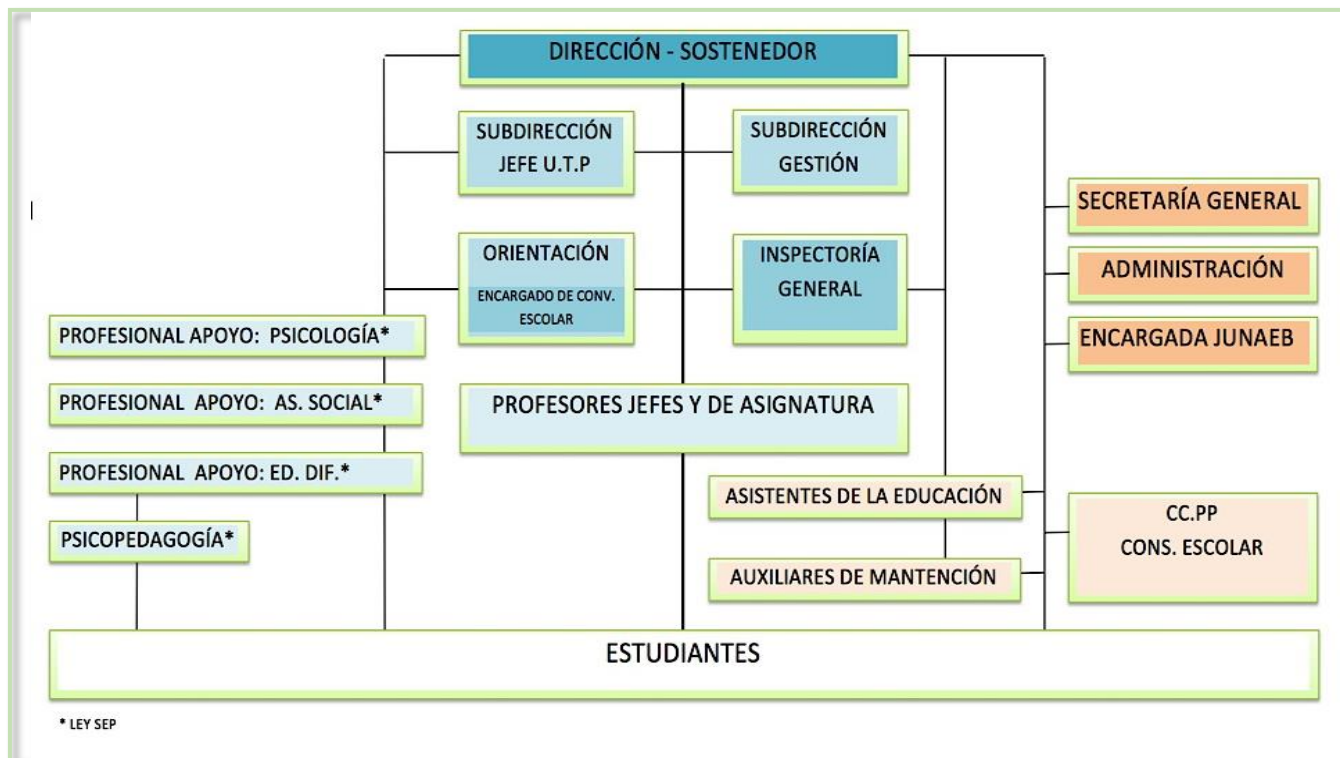 DIRECCIÓN - SOSTENEDOR
SUBDIRECCIÓN
JEFE U.T.P
SUBDIRECCIÓN
GESTIÓN
SECRETARÍA GENERAL
ORIENTACIÓN
ENCARGADO DE CONV.
ESCOLAR
INSPECTORÍA
GENERAL
ADMINISTRACIÓN
ENCARGADA JUNAEB
PROFESIONAL APOYO: PSICOLOGÍA*
PROFESIONAL APOYO: AS. SOCIAL*
PROFESORES JEFES Y DE ASIGNATURA
PROFESIONAL APOYO: ED. DIF.*
ASISTENTES DE LA EDUCACIÓN
CC.PP
CONS. ESCOLAR
PSICOPEDAGOGÍA*
AUXILIARES DE MANTENCIÓN
ESTUDIANTES
* LEY SEP